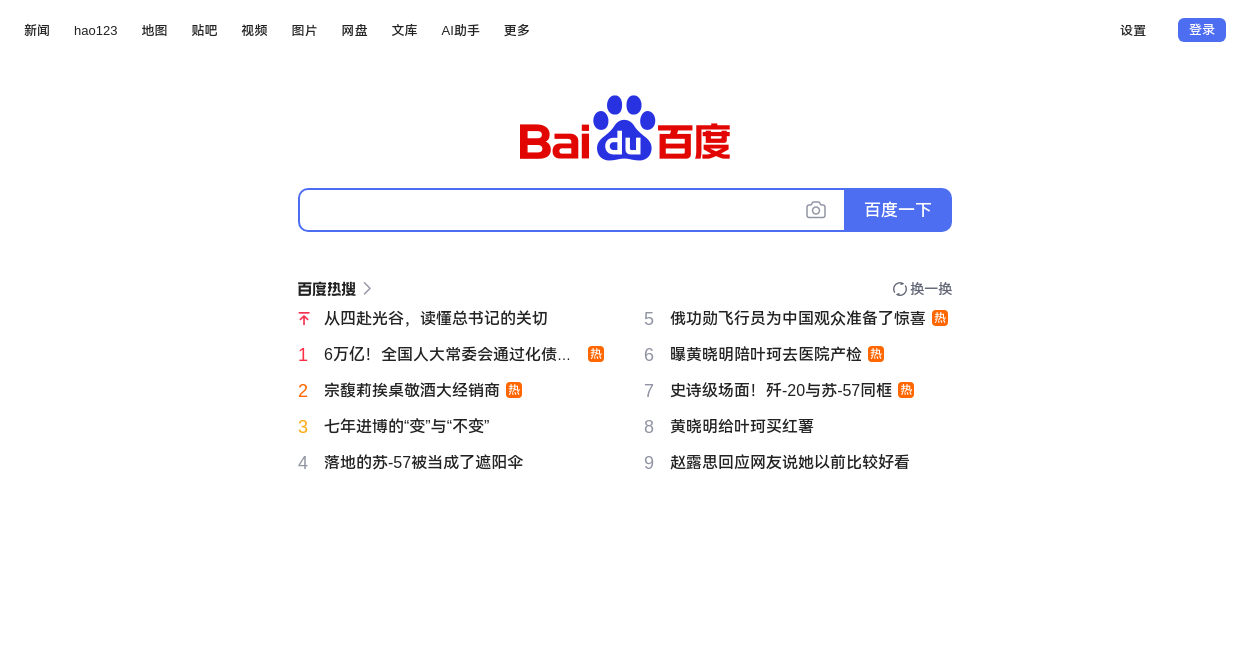 新闻 hao123 地图 贴吧 视频 图片 网盘 文库 AI助手 更多 设置 登录
Bai du 百度
百度一下
百度热搜 换一换
从四赴光谷，读懂总书记的关切
1 6万亿！全国人大常委会通过化债... 热
2 宗馥莉挨桌敬酒大经销商 热
3 七年进博的“变”与“不变”
4 落地的苏-57被当成了遮阳伞
5 俄功勋飞行员为中国观众准备了惊喜 热
6 曝黄晓明陪叶珂去医院产检 热
7 史诗级场面！歼-20与苏-57同框 热
8 黄晓明给叶珂买红薯
9 赵露思回应网友说她以前比较好看